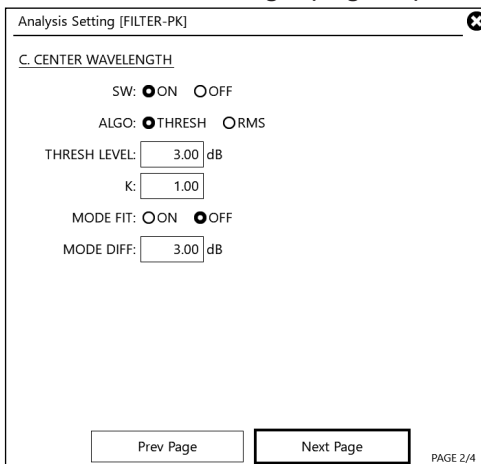 Analysis Setting [FILTER-PK]
C. CENTER WAVELENGTH
SW: ON OFF
ALGO: THRESH RMS
THRESH LEVEL: 3.00 dB
K: 1.00
MODE FIT: ON OFF
MODE DIFF: 3.00 dB
Prev Page Next Page PAGE 2/4